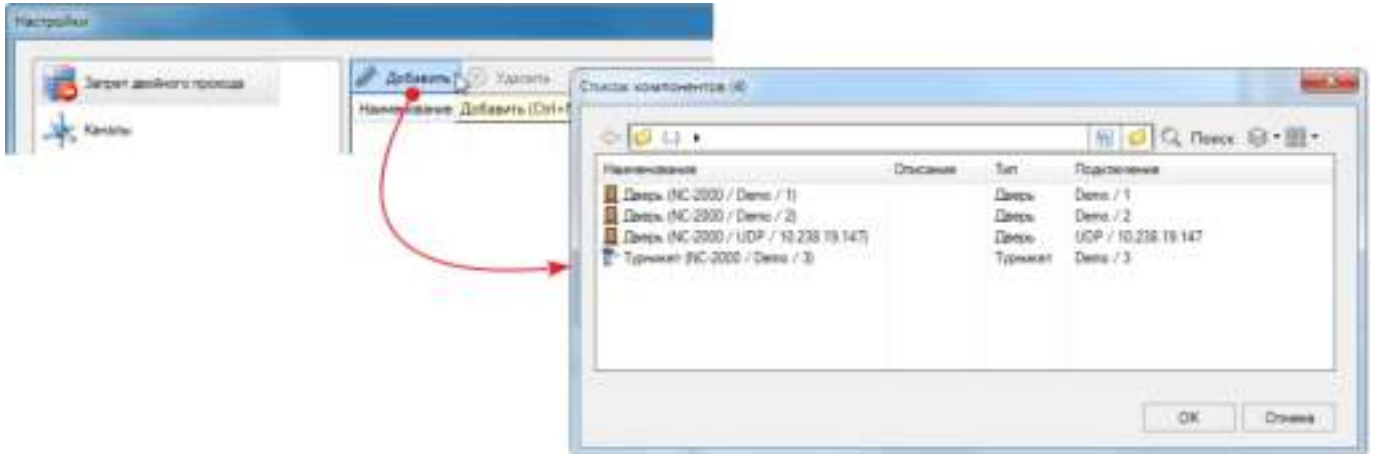 Настройки
Запрет двойного прохода
Каналы
Добавить Удалить
Наименование Добавить (Ctrl+N
Список компонентов (4)
(...) Поиск
Наименование Описание Тип Подключение
Дверь (NC-2000 / Demo / 1) Дверь Demo / 1
Дверь (NC-2000 / Demo / 2) Дверь Demo / 2
Дверь (NC-2000 / UDP / 10.238.19.147) Дверь UDP / 10.238.19.147
Турникет (NC-2000 / Demo / 3) Турникет Demo / 3
OK Отмена